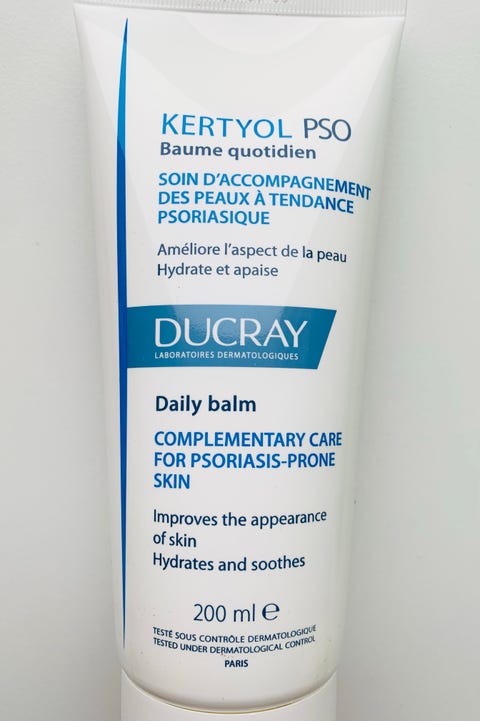 KERTYOL PSO
Baume quotidien
SOIN D'ACCOMPAGNEMENT
DES PEAUX À TENDANCE
PSORIASIQUE
Améliore l'aspect de la peau
Hydrate et apaise
DUCRAY
LABORATOIRES DERMATOLOGIQUES
Daily balm
COMPLEMENTARY CARE
FOR PSORIASIS-PRONE
SKIN
Improves the appearance
of skin
Hydrates and soothes
200 ml e
TESTÉ SOUS CONTRÔLE DERMATOLOGIQUE
TESTED UNDER DERMATOLOGICAL CONTROL
PARIS